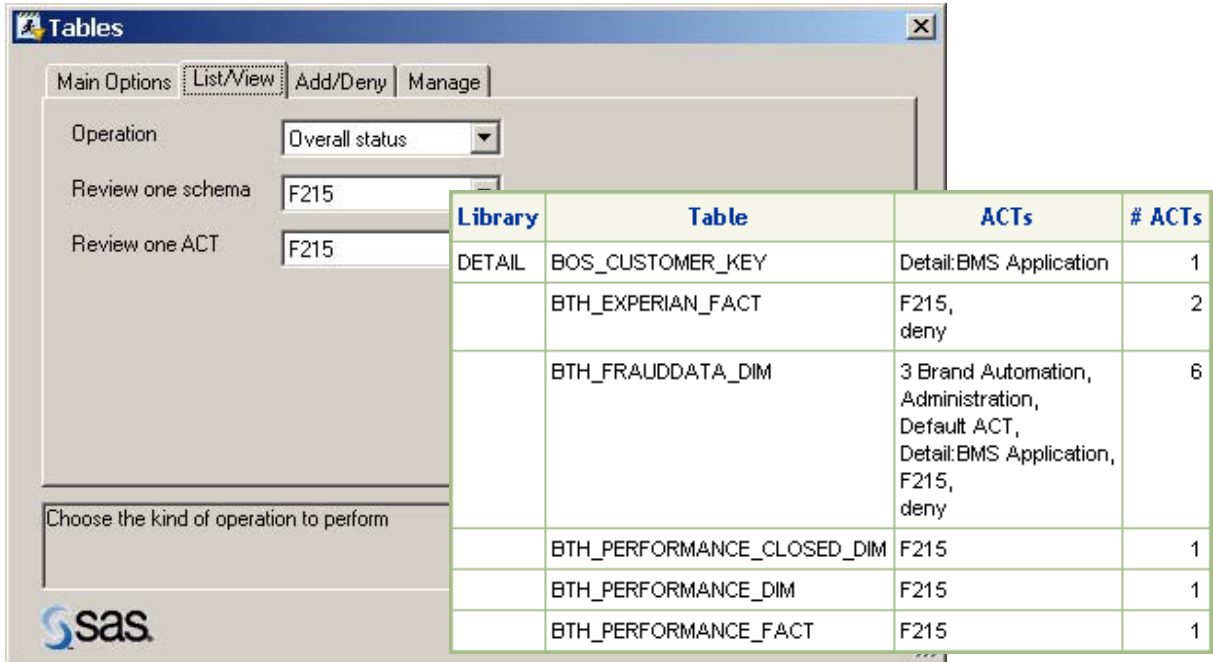 Tables
Main Options List/View Add/Deny Manage
Operation Overall status
Review one schema F215
Review one ACT F215
Choose the kind of operation to perform
sas
Library Table ACTs # ACTs
DETAIL BOS_CUSTOMER_KEY Detail:BMS Application 1
BTH_EXPERIAN_FACT F215, 2
deny
BTH_FRAUDDATA_DIM 3 Brand Automation, 6
Administration,
Default ACT,
Detail:BMS Application,
F215,
deny
BTH_PERFORMANCE_CLOSED_DIM F215 1
BTH_PERFORMANCE_DIM F215 1
BTH_PERFORMANCE_FACT F215 1